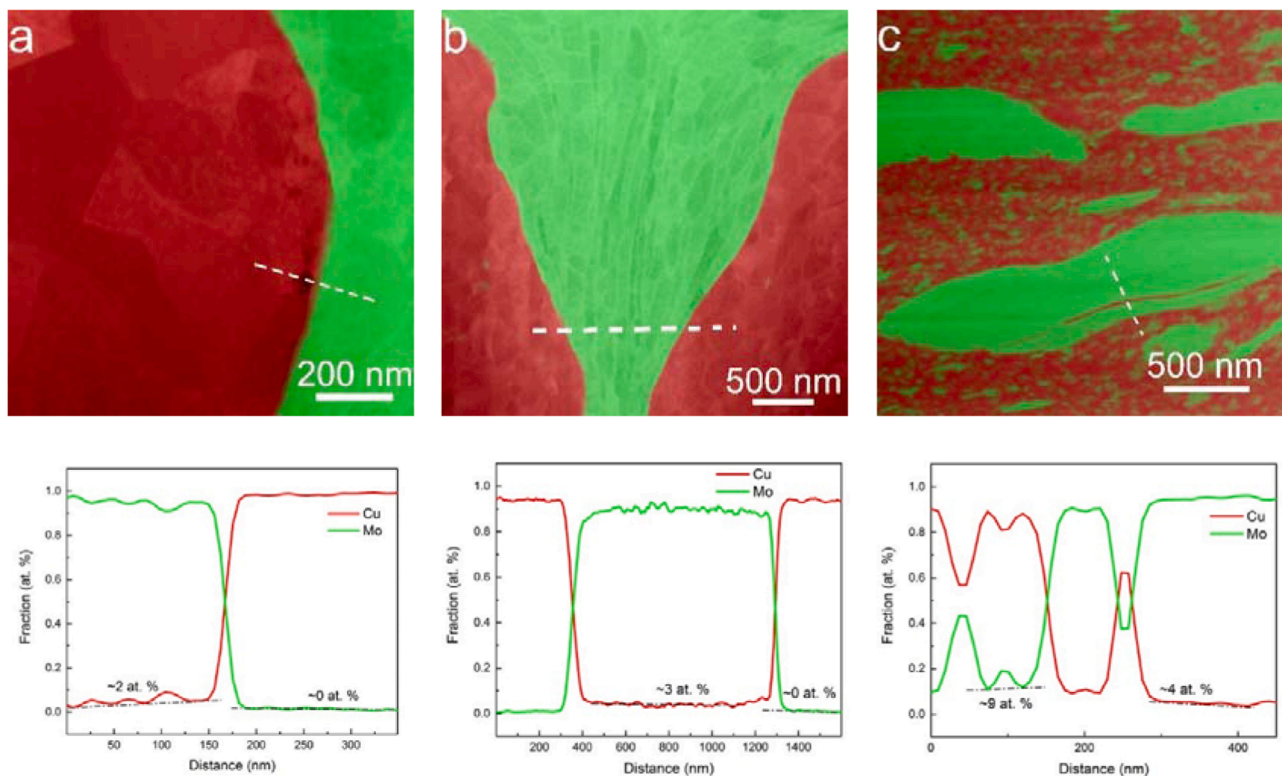 a
b
c
200 nm
500 nm
500 nm
Fraction (at. %)
1.0
0.8
0.6
0.4
0.2
0.0
Cu
Mo
~2 at. %
~0 at. %
50
100
150
200
250
300
Distance (nm)
Fraction (at. %)
1.0
0.8
0.6
0.4
0.2
0.0
Cu
Mo
~3 at. %
~0 at. %
200
400
600
800
1000
1200
1400
Distance (nm)
Fraction (at. %)
1.0
0.8
0.6
0.4
0.2
0.0
Cu
Mo
~9 at. %
~4 at. %
0
200
400
Distance (nm)